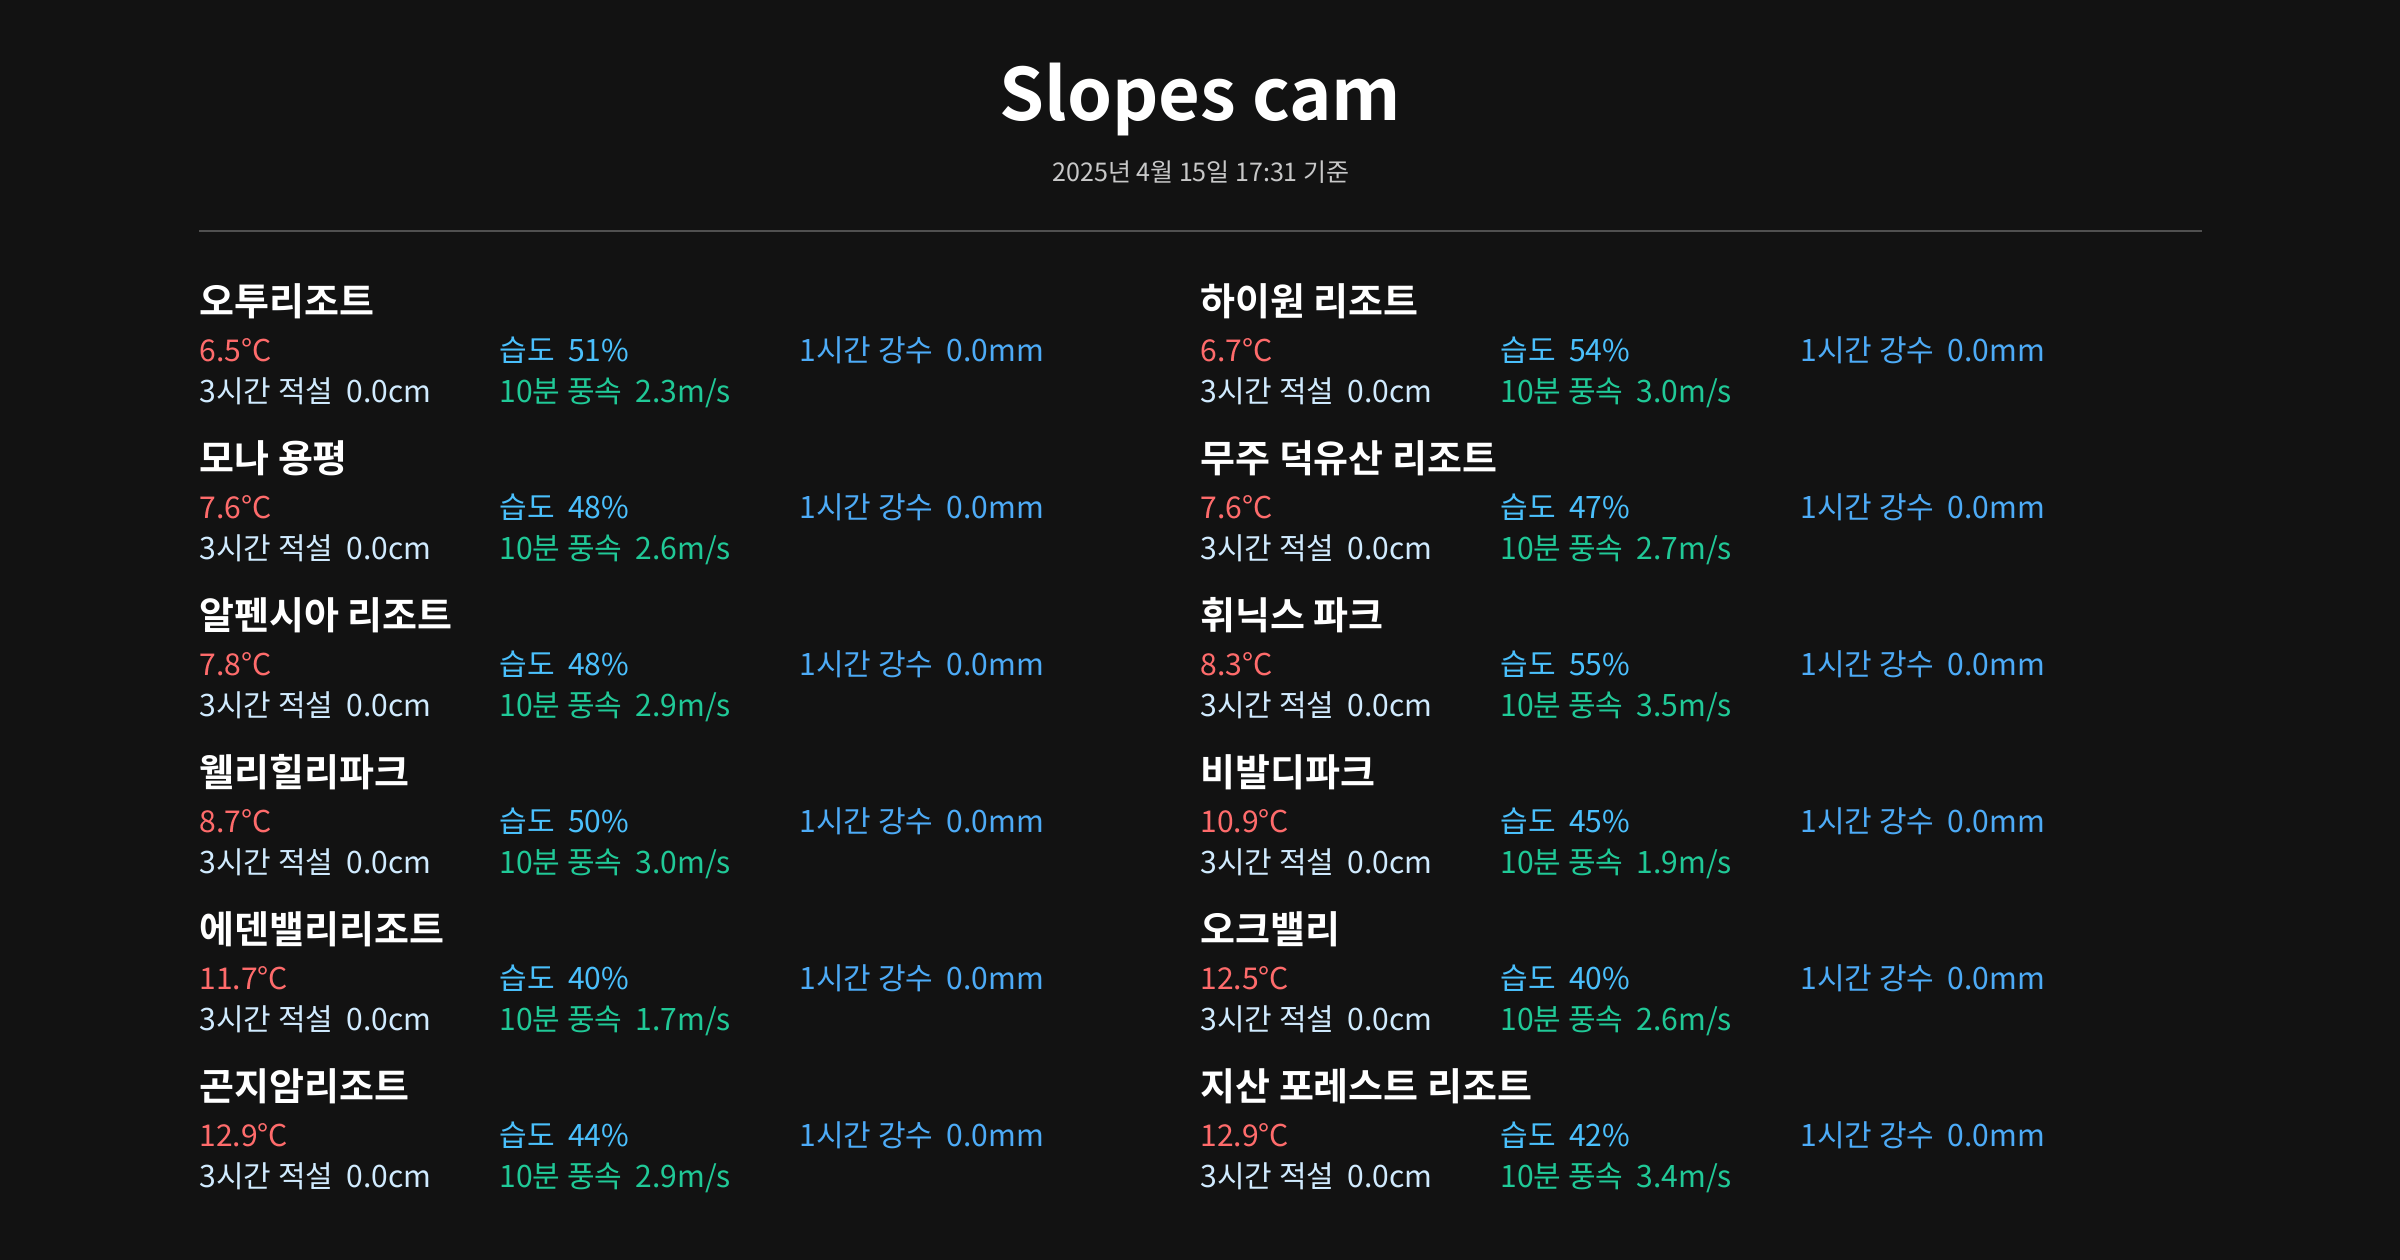 Slopes cam
2025년 4월 15일 17:31 기준
오투리조트
6.5°C 습도 51% 1시간 강수 0.0mm
3시간 적설 0.0cm 10분 풍속 2.3m/s
모나 용평
7.6°C 습도 48% 1시간 강수 0.0mm
3시간 적설 0.0cm 10분 풍속 2.6m/s
알펜시아 리조트
7.8°C 습도 48% 1시간 강수 0.0mm
3시간 적설 0.0cm 10분 풍속 2.9m/s
웰리힐리파크
8.7°C 습도 50% 1시간 강수 0.0mm
3시간 적설 0.0cm 10분 풍속 3.0m/s
에덴밸리리조트
11.7°C 습도 40% 1시간 강수 0.0mm
3시간 적설 0.0cm 10분 풍속 1.7m/s
곤지암리조트
12.9°C 습도 44% 1시간 강수 0.0mm
3시간 적설 0.0cm 10분 풍속 2.9m/s
하이원 리조트
6.7°C 습도 54% 1시간 강수 0.0mm
3시간 적설 0.0cm 10분 풍속 3.0m/s
무주 덕유산 리조트
7.6°C 습도 47% 1시간 강수 0.0mm
3시간 적설 0.0cm 10분 풍속 2.7m/s
휘닉스 파크
8.3°C 습도 55% 1시간 강수 0.0mm
3시간 적설 0.0cm 10분 풍속 3.5m/s
비발디파크
10.9°C 습도 45% 1시간 강수 0.0mm
3시간 적설 0.0cm 10분 풍속 1.9m/s
오크밸리
12.5°C 습도 40% 1시간 강수 0.0mm
3시간 적설 0.0cm 10분 풍속 2.6m/s
지산 포레스트 리조트
12.9°C 습도 42% 1시간 강수 0.0mm
3시간 적설 0.0cm 10분 풍속 3.4m/s